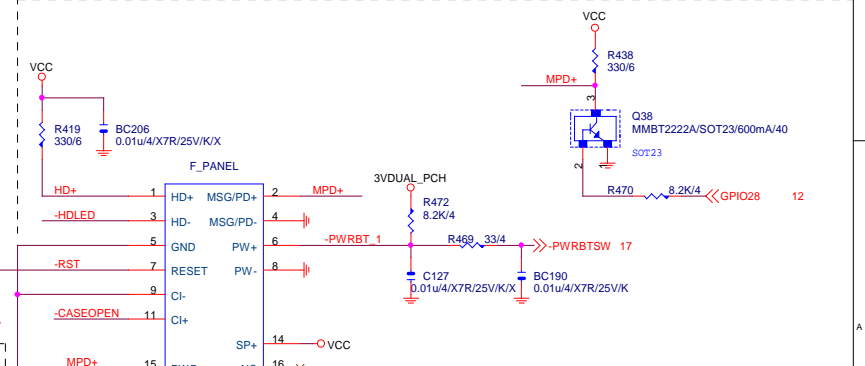 VCC
R438
330/6
MPD+
3
Q38
MMBT2222A/SOT23/600mA/40
SOT23
2
1
R470
8.2K/4
GPIO28
12
VCC
R419
330/6
BC206
0.01u/4/X7R/25V/K/X
F_PANEL
3VDUAL_PCH
R472
8.2K/4
HD+
1
HD+
MSG/PD+
2
MPD+
-HDLED
3
HD-
MSG/PD-
4
5
GND
PW+
6
-PWRBT_1
R469
33/4
-PWRBTSW
17
-RST
7
RESET
PW-
8
C127
0.01u/4/X7R/25V/K/X
BC190
0.01u/4/X7R/25V/K
9
CI-
-CASEOPEN
11
CI+
SP+
14
VCC
A
MPD+
15
16